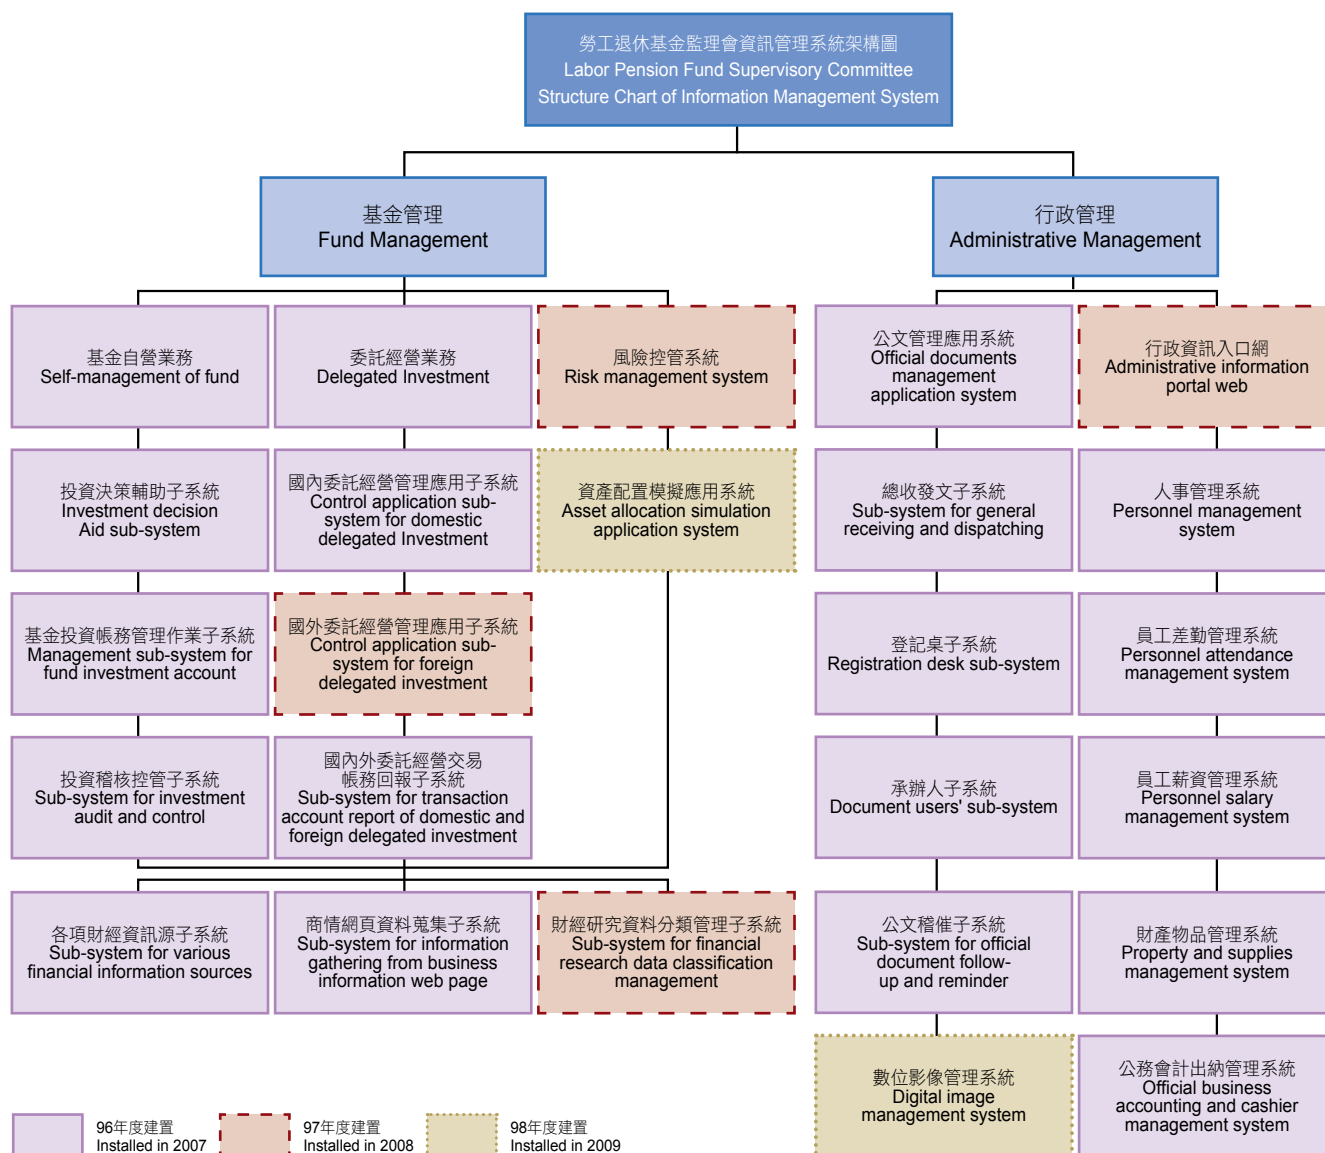 勞工退休基金監理會資訊管理系統架構圖
Labor Pension Fund Supervisory Committee
Structure Chart of Information Management System
基金管理
Fund Management
行政管理
Administrative Management
基金自營業務
Self-management of fund
委託經營業務
Delegated Investment
風險控管系統
Risk management system
公文管理應用系統
Official documents
management
application system
行政資訊入口網
Administrative information
portal web
投資決策輔助子系統
Investment decision
Aid sub-system
國內委託經營管理應用子系統
Control application sub-
system for domestic
delegated Investment
資產配置模擬應用系統
Asset allocation simulation
application system
總收發文子系統
Sub-system for general
receiving and dispatching
人事管理系統
Personnel management
system
基金投資帳務管理作業子系統
Management sub-system for
fund investment account
國外委託經營管理應用子系統
Control application sub-
system for foreign
delegated investment
登記桌子系統
Registration desk sub-system
員工差勤管理系統
Personnel attendance
management system
投資稽核控管子系統
Sub-system for investment
audit and control
國內外委託經營交易
帳務回報子系統
Sub-system for transaction
account report of domestic and
foreign delegated investment
承辦人子系統
Document users' sub-system
員工薪資管理系統
Personnel salary
management system
各項財經資訊源子系統
Sub-system for various
financial information sources
商情網頁資料蒐集子系統
Sub-system for information
gathering from business
information web page
財經研究資料分類管理子系統
Sub-system for financial
research data classification
management
公文稽催子系統
Sub-system for official
document follow-
up and reminder
財產物品管理系統
Property and supplies
management system
數位影像管理系統
Digital image
management system
公務會計出納管理系統
Official business
accounting and cashier
management system
96年度建置
Installed in 2007
97年度建置
Installed in 2008
98年度建置
Installed in 2009